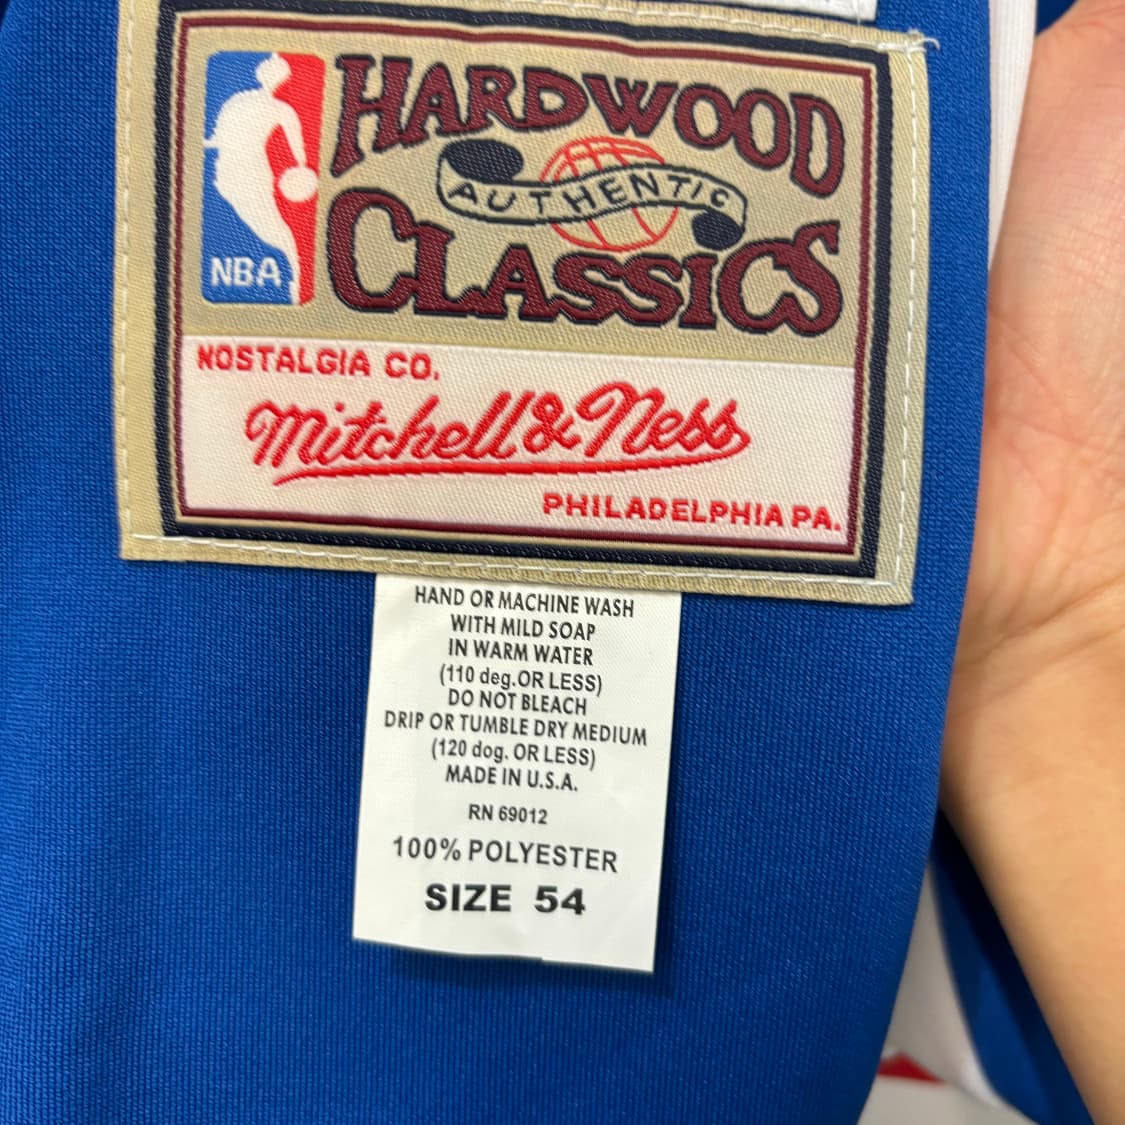 HARDWOOD
AUTHENTIC
CLASSICS
NBA
NOSTALGIA CO.
Mitchell & Ness
PHILADELPHIA PA.
HAND OR MACHINE WASH
WITH MILD SOAP
IN WARM WATER
(110 deg.OR LESS)
DO NOT BLEACH
DRIP OR TUMBLE DRY MEDIUM
(120 dog. OR LESS)
MADE IN U.S.A.
RN 69012
100% POLYESTER
SIZE 54